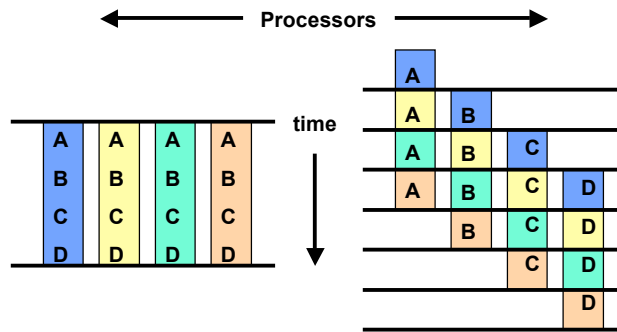 Processors
time
A A A A
B B B B
C C C C
D D D D
A
A B
A B C
A B C D
B C D
C D
D